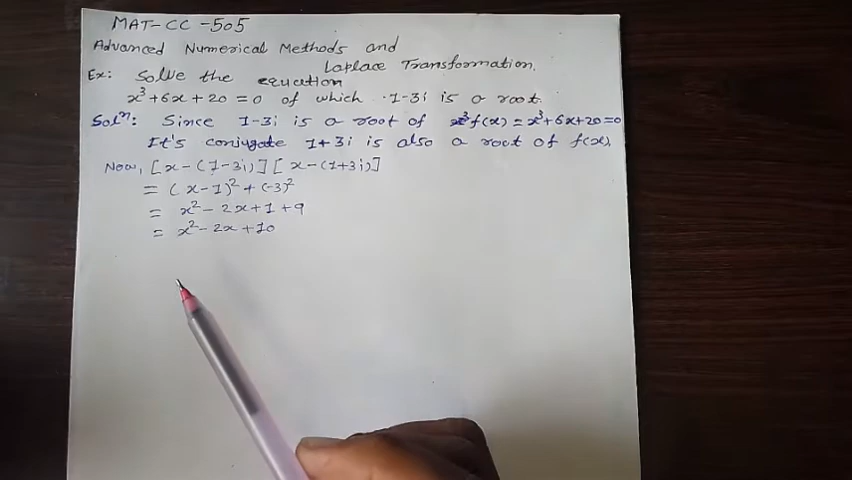 MAT-CC-505
Advanced Numerical Methods and
Laplace Transformation.
Ex: Solve the equation
x³+6x+20=0 of which 1-3i is a root.
Solⁿ: Since 1-3i is a root of f(x)=x³+6x+20=0
It's conjugate 1+3i is also a root of f(x).
Now, [x-(1-3i)][x-(1+3i)]
= (x-1)²+(-3)²
= x²-2x+1+9
= x²-2x+10